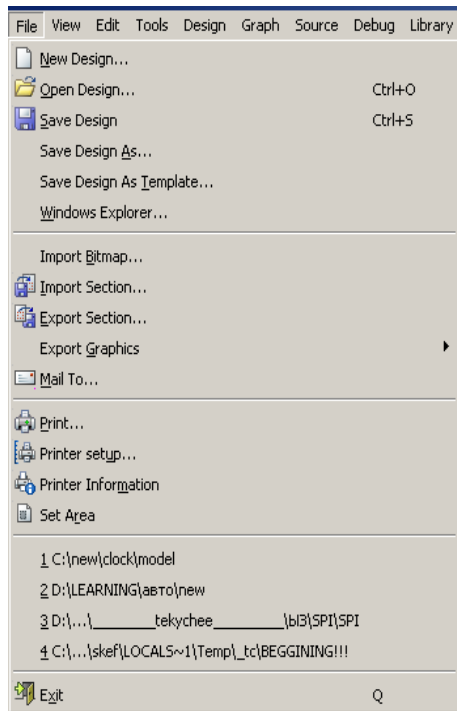 File View Edit Tools Design Graph Source Debug Library
New Design...
Open Design... Ctrl+O
Save Design Ctrl+S
Save Design As...
Save Design As Template...
Windows Explorer...
Import Bitmap...
Import Section...
Export Section...
Export Graphics
Mail To...
Print...
Printer setup...
Printer Information
Set Area
1 C:\new\clock\model
2 D:\LEARNING\авто\new
3 D:\...\_________tekychee__________\ЫЗ\SPI\SPI
4 C:\...\skef\LOCALS~1\Temp\_tc\BEGGINING!!!
Exit Q